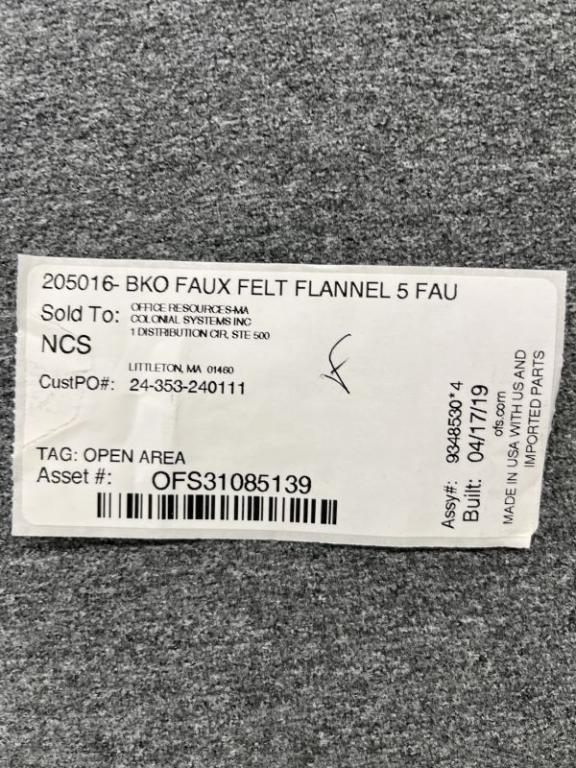 205016- BKO FAUX FELT FLANNEL 5 FAU
Sold To: OFFICE RESOURCES-MA
COLONIAL SYSTEMS INC
1 DISTRIBUTION CIR, STE 500
NCS
LITTLETON, MA 01460
CustPO#: 24-353-240111
TAG: OPEN AREA
Asset #: OFS31085139
Assy#: 9348530*4
Built: 04/17/19
ofs.com
MADE IN USA WITH US AND
IMPORTED PARTS